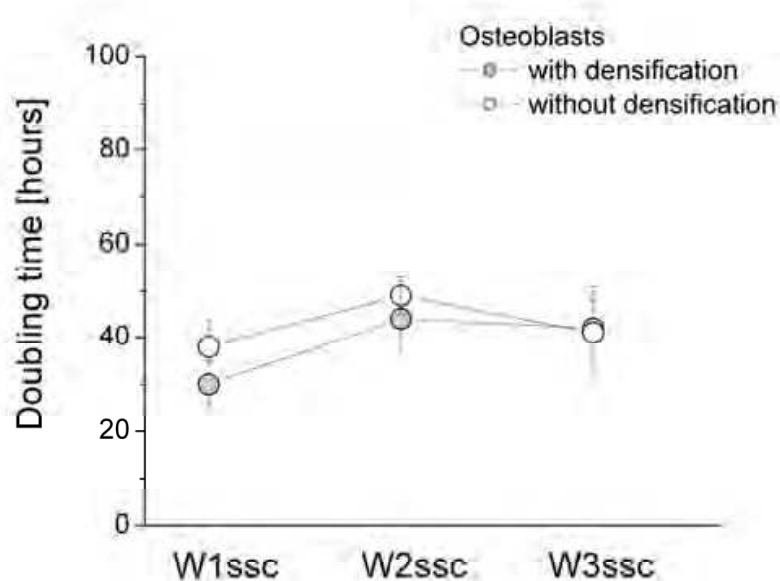 Osteoblasts
with densification
without densification
Doubling time [hours]
100
80
60
40
20
0
W1ssc W2ssc W3ssc